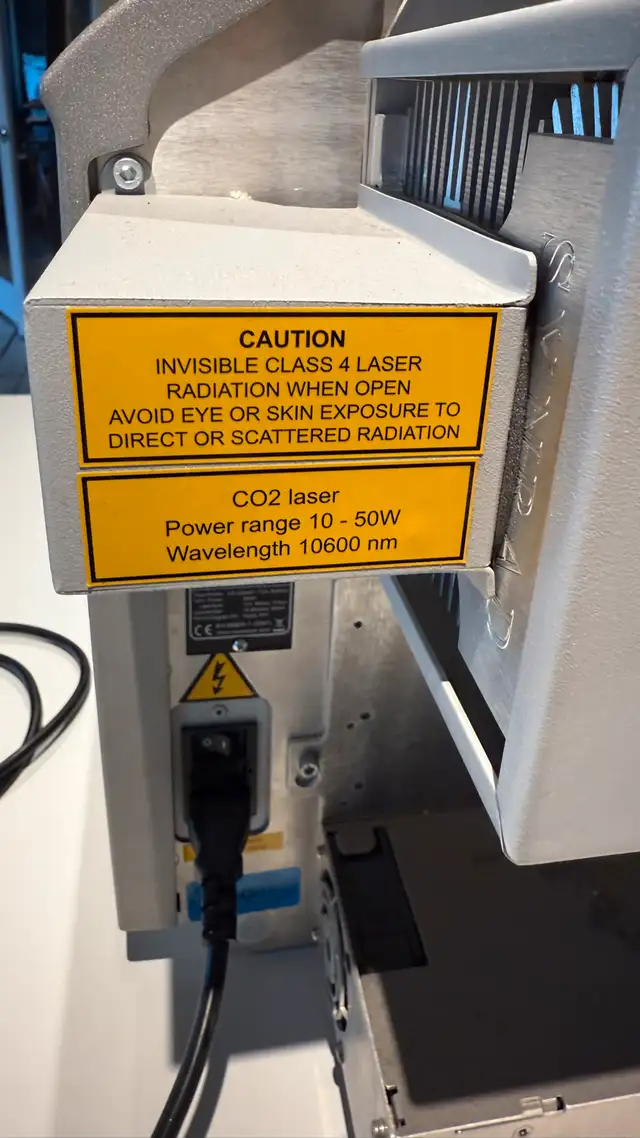 CAUTION
INVISIBLE CLASS 4 LASER
RADIATION WHEN OPEN
AVOID EYE OR SKIN EXPOSURE TO
DIRECT OR SCATTERED RADIATION
CO2 laser
Power range 10 - 50W
Wavelength 10600 nm
CE